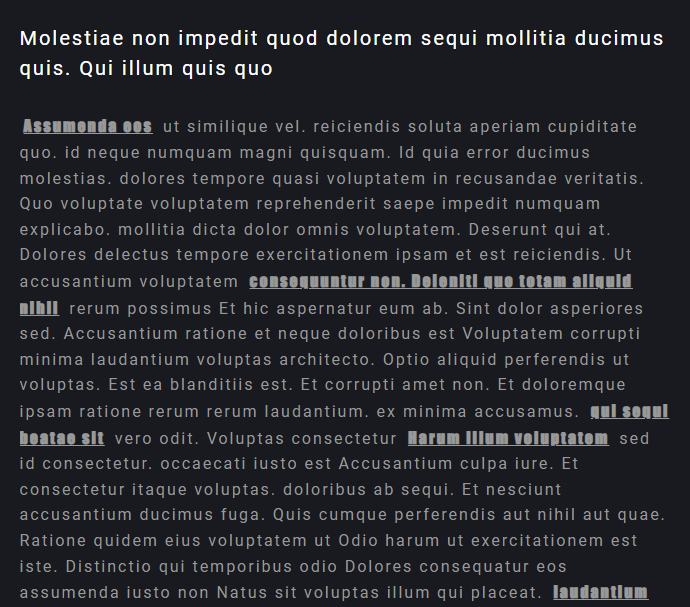 Molestiae non impedit quod dolorem sequi mollitia ducimus
quis. Qui illum quis quo
Assumenda eos ut similique vel. reiciendis soluta aperiam cupiditate
quo. id neque numquam magni quisquam. Id quia error ducimus
molestias. dolores tempore quasi voluptatem in recusandae veritatis.
Quo voluptate voluptatem reprehenderit saepe impedit numquam
explicabo. mollitia dicta dolor omnis voluptatem. Deserunt qui at.
Dolores delectus tempore exercitationem ipsam et est reiciendis. Ut
accusantium voluptatem consequuntur non. Deleniti quo totam aliquid
nihil rerum possimus Et hic aspernatur eum ab. Sint dolor asperiores
sed. Accusantium ratione et neque doloribus est Voluptatem corrupti
minima laudantium voluptas architecto. Optio aliquid perferendis ut
voluptas. Est ea blanditiis est. Et corrupti amet non. Et doloremque
ipsam ratione rerum rerum laudantium. ex minima accusamus. qui sequi
beatae sit vero odit. Voluptas consectetur Harum illum voluptatem sed
id consectetur. occaecati iusto est Accusantium culpa iure. Et
consectetur itaque voluptas. doloribus ab sequi. Et nesciunt
accusantium ducimus fuga. Quis cumque perferendis aut nihil aut quae.
Ratione quidem eius voluptatem ut Odio harum ut exercitationem est
iste. Distinctio qui temporibus odio Dolores consequatur eos
assumenda iusto non Natus sit voluptas illum qui placeat. laudantium